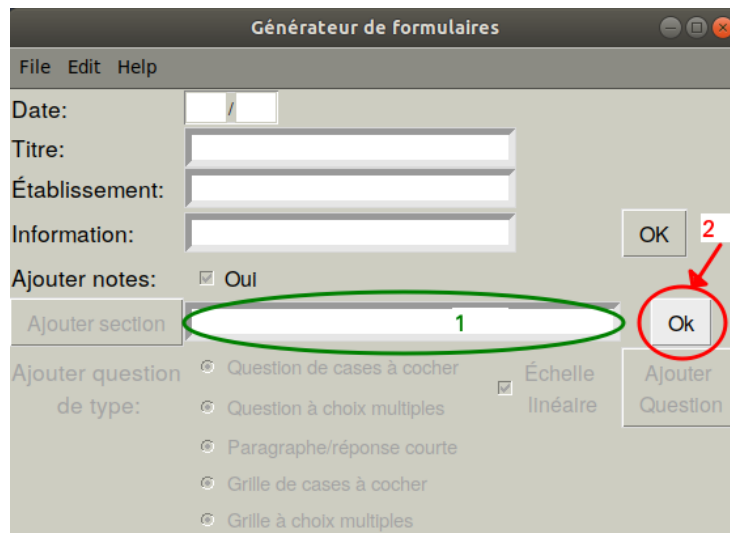 Générateur de formulaires
File Edit Help
Date: /
Titre:
Établissement:
Information: OK 2
Ajouter notes: Oui
Ajouter section 1 Ok
Ajouter question de type:
Question de cases à cocher
Question à choix multiples
Paragraphe/réponse courte
Grille de cases à cocher
Grille à choix multiples
Échelle linéaire
Ajouter Question